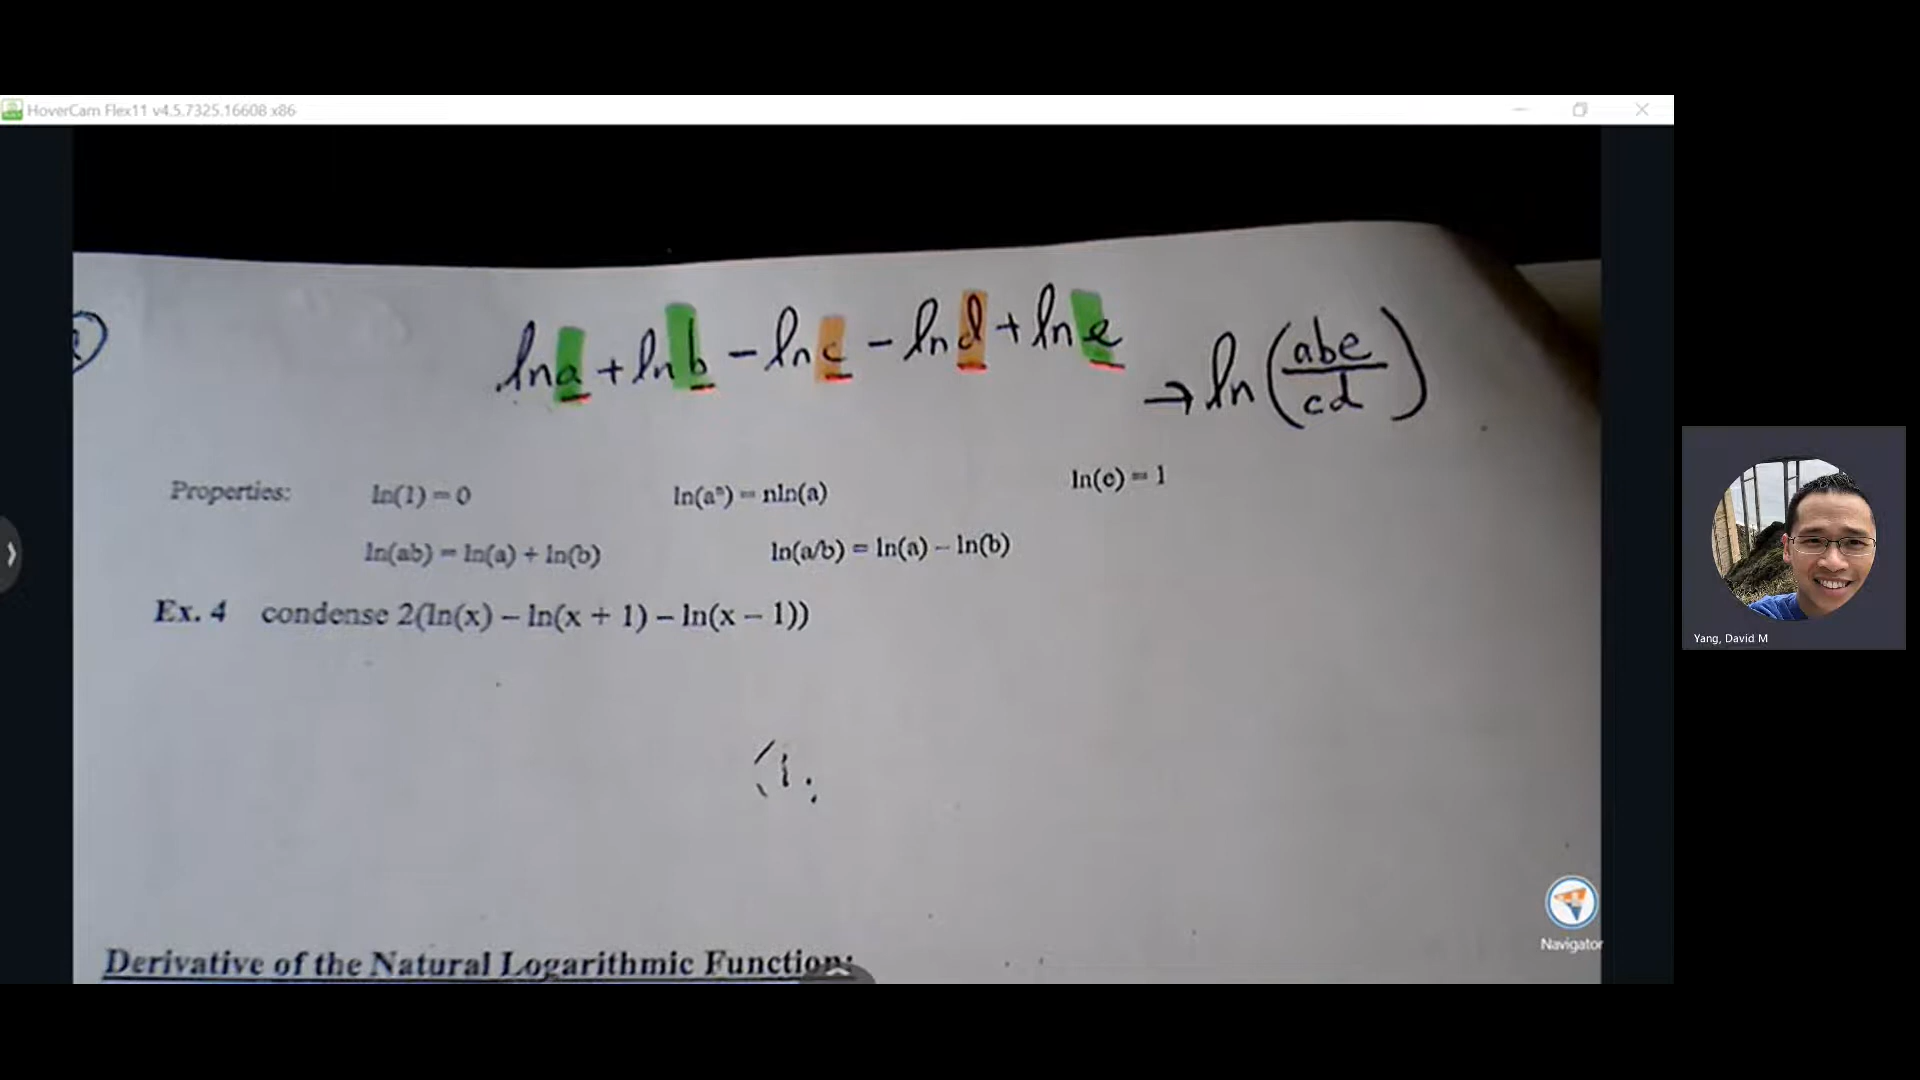 HoverCam Flex11 v4.5.7325.16608 x86
ln a + ln b − ln c − ln d + ln e → ln(abe/cd)
Properties: ln(1) = 0 ln(aⁿ) = nln(a) ln(e) = 1
ln(ab) = ln(a) + ln(b) ln(a/b) = ln(a) – ln(b)
Ex. 4 condense 2(ln(x) – ln(x + 1) – ln(x – 1))
Derivative of the Natural Logarithmic Function:
Navigator
Yang, David M